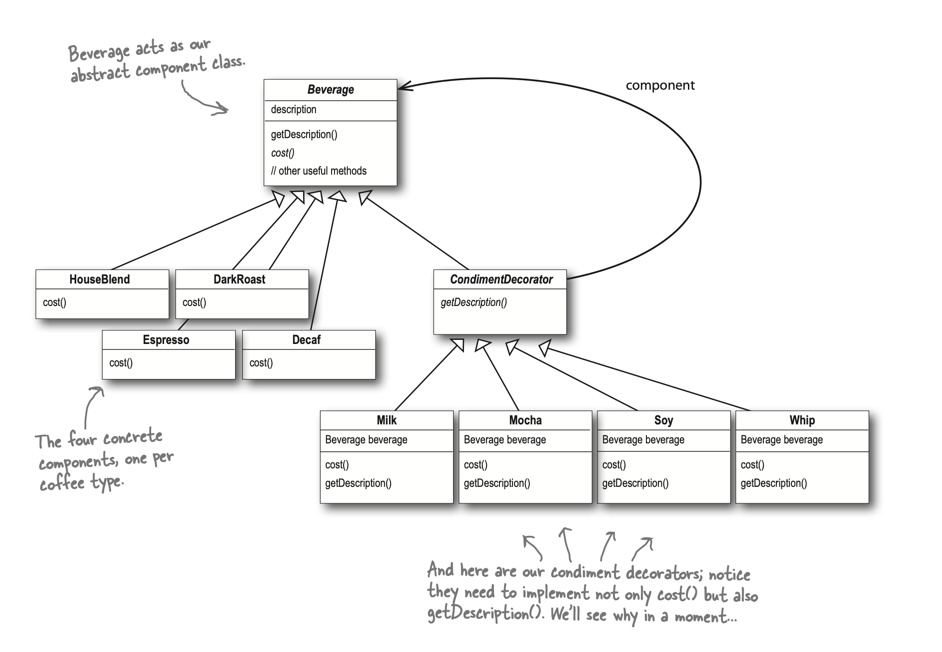 Beverage acts as our
abstract component class.
component
Beverage
description
getDescription()
cost()
// other useful methods
HouseBlend
cost()
DarkRoast
cost()
CondimentDecorator
getDescription()
Espresso
cost()
Decaf
cost()
The four concrete
components, one per
coffee type.
Milk
Beverage beverage
cost()
getDescription()
Mocha
Beverage beverage
cost()
getDescription()
Soy
Beverage beverage
cost()
getDescription()
Whip
Beverage beverage
cost()
getDescription()
And here are our condiment decorators; notice
they need to implement not only cost() but also
getDescription(). We'll see why in a moment...